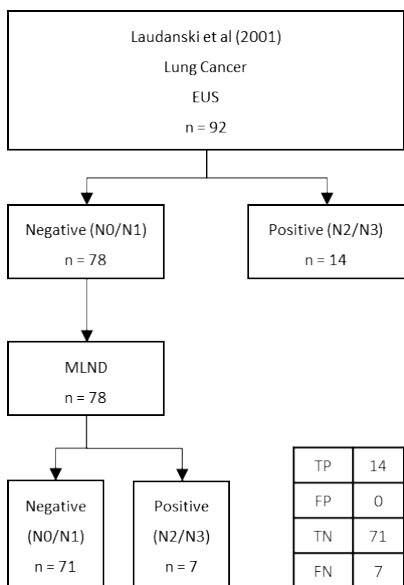 Laudanski et al (2001)
Lung Cancer
EUS
n = 92
Negative (N0/N1)
n = 78
Positive (N2/N3)
n = 14
MLND
n = 78
Negative
(N0/N1)
n = 71
Positive
(N2/N3)
n = 7
TP 14
FP 0
TN 71
FN 7